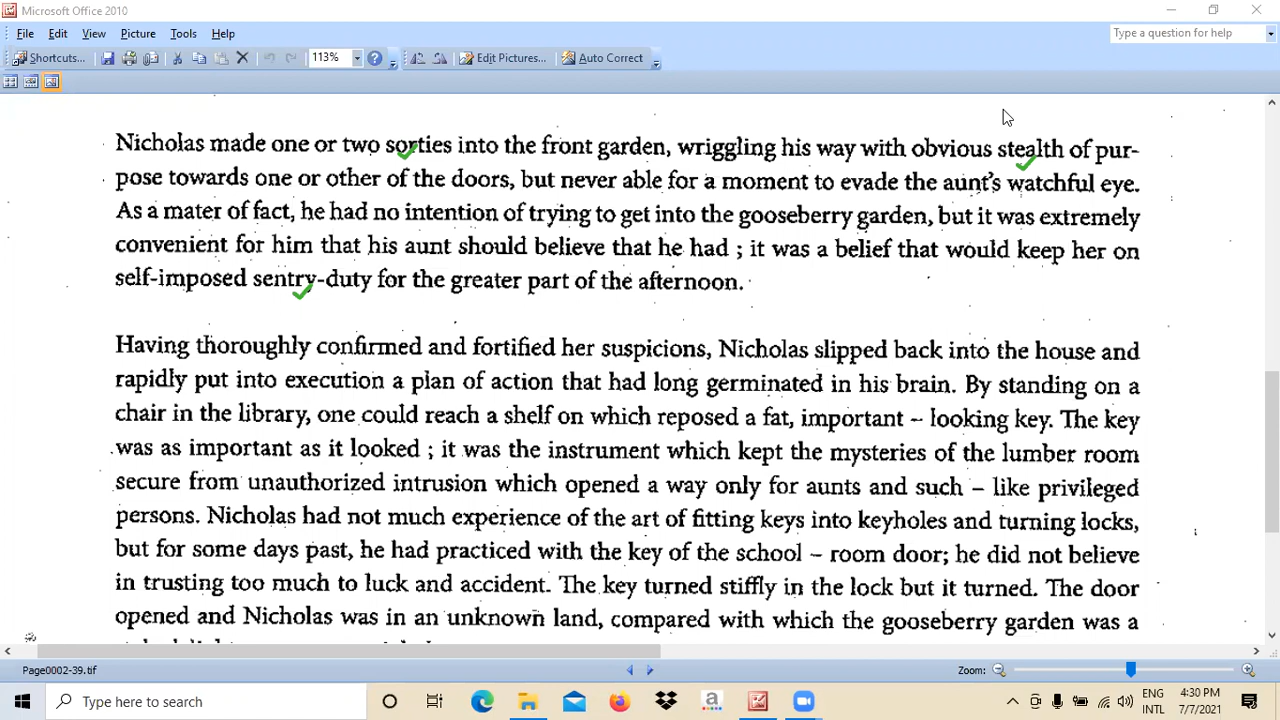 Microsoft Office 2010
File Edit View Picture Tools Help
Type a question for help
Shortcuts... 113% Edit Pictures... Auto Correct
Nicholas made one or two sorties into the front garden, wriggling his way with obvious stealth of pur-
pose towards one or other of the doors, but never able for a moment to evade the aunt's watchful eye.
As a mater of fact, he had no intention of trying to get into the gooseberry garden, but it was extremely
convenient for him that his aunt should believe that he had ; it was a belief that would keep her on
self-imposed sentry-duty for the greater part of the afternoon.
Having thoroughly confirmed and fortified her suspicions, Nicholas slipped back into the house and
rapidly put into execution a plan of action that had long germinated in his brain. By standing on a
chair in the library, one could reach a shelf on which reposed a fat, important – looking key. The key
was as important as it looked ; it was the instrument which kept the mysteries of the lumber room
secure from unauthorized intrusion which opened a way only for aunts and such – like privileged
persons. Nicholas had not much experience of the art of fitting keys into keyholes and turning locks,
but for some days past, he had practiced with the key of the school – room door; he did not believe
in trusting too much to luck and accident. The key turned stiffly in the lock but it turned. The door
opened and Nicholas was in an unknown land, compared with which the gooseberry garden was a
Page0002-39.tif Zoom:
Type here to search
ENG 4:30 PM
INTL 7/7/2021